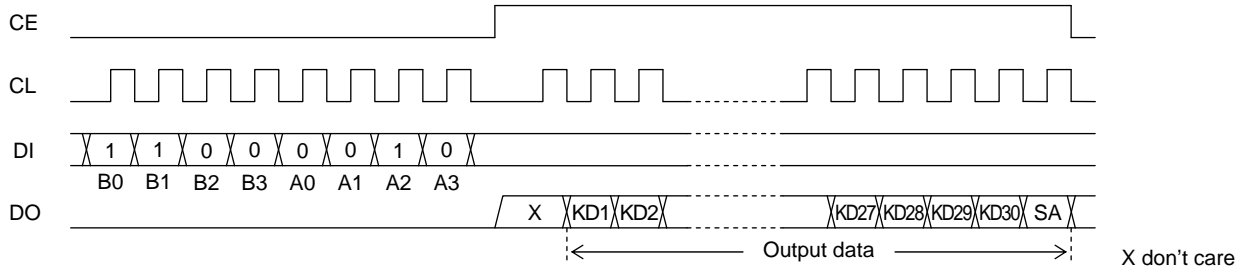 CE
CL
DI 1 1 0 0 0 0 1 0
B0 B1 B2 B3 A0 A1 A2 A3
DO X KD1 KD2 KD27 KD28 KD29 KD30 SA
Output data
X don't care